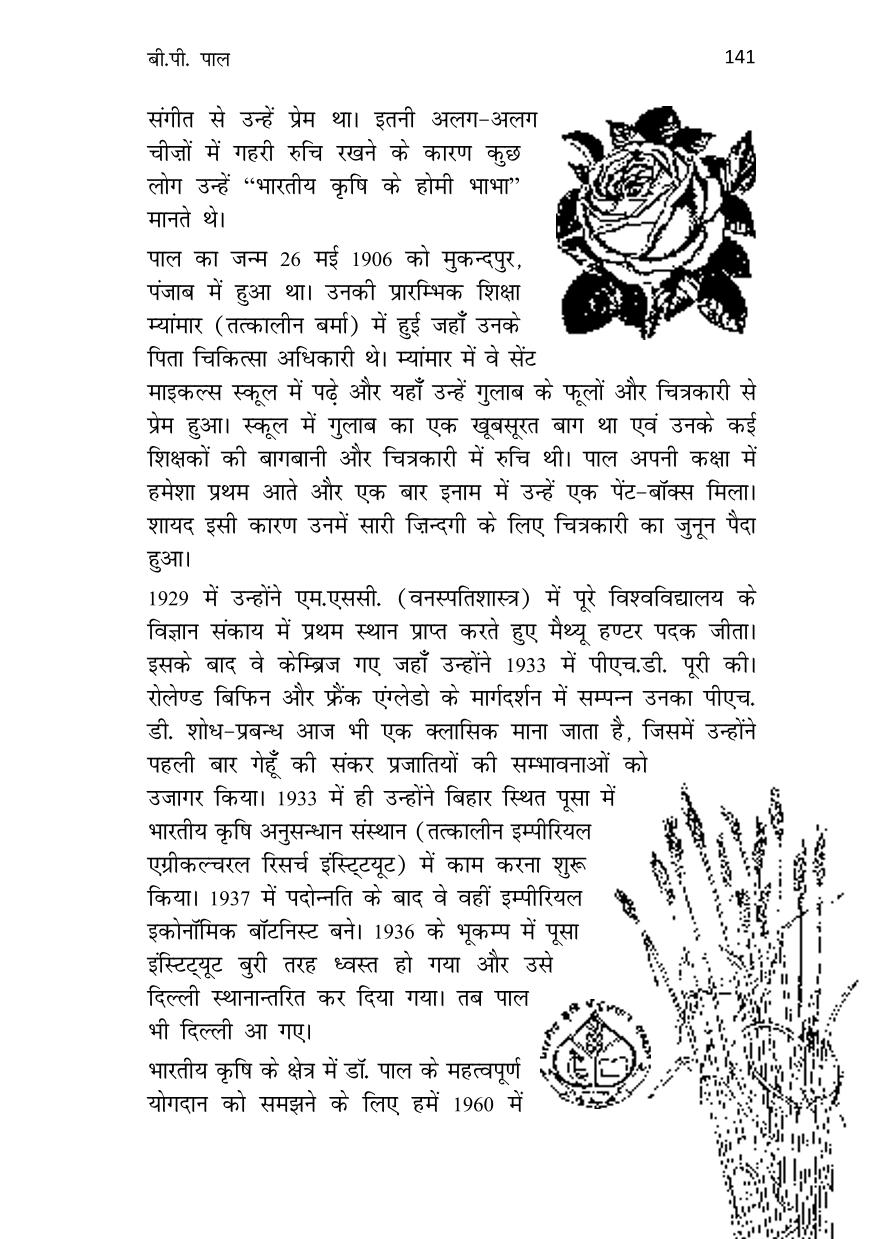 बी.पी. पाल 141
संगीत से उन्हें प्रेम था। इतनी अलग-अलग
चीज़ों में गहरी रुचि रखने के कारण कुछ
लोग उन्हें “भारतीय कृषि के होमी भाभा”
मानते थे।
पाल का जन्म 26 मई 1906 को मुकन्दपुर,
पंजाब में हुआ था। उनकी प्रारम्भिक शिक्षा
म्यांमार (तत्कालीन बर्मा) में हुई जहाँ उनके
पिता चिकित्सा अधिकारी थे। म्यांमार में वे सेंट
माइकल्स स्कूल में पढ़े और यहाँ उन्हें गुलाब के फूलों और चित्रकारी से
प्रेम हुआ। स्कूल में गुलाब का एक खूबसूरत बाग था एवं उनके कई
शिक्षकों की बागबानी और चित्रकारी में रुचि थी। पाल अपनी कक्षा में
हमेशा प्रथम आते और एक बार इनाम में उन्हें एक पेंट-बॉक्स मिला।
शायद इसी कारण उनमें सारी ज़िन्दगी के लिए चित्रकारी का जुनून पैदा
हुआ।
1929 में उन्होंने एम.एससी. (वनस्पतिशास्त्र) में पूरे विश्वविद्यालय के
विज्ञान संकाय में प्रथम स्थान प्राप्त करते हुए मैथ्यू हण्टर पदक जीता।
इसके बाद वे केम्ब्रिज गए जहाँ उन्होंने 1933 में पीएच.डी. पूरी की।
रोलेण्ड बिफिन और फ्रैंक एंग्लेडो के मार्गदर्शन में सम्पन्न उनका पीएच.
डी. शोध-प्रबन्ध आज भी एक क्लासिक माना जाता है, जिसमें उन्होंने
पहली बार गेहूँ की संकर प्रजातियों की सम्भावनाओं को
उजागर किया। 1933 में ही उन्होंने बिहार स्थित पूसा में
भारतीय कृषि अनुसन्धान संस्थान (तत्कालीन इम्पीरियल
एग्रीकल्चरल रिसर्च इंस्टि्टयूट) में काम करना शुरू
किया। 1937 में पदोन्नति के बाद वे वहीं इम्पीरियल
इकोनॉमिक बॉटनिस्ट बने। 1936 के भूकम्प में पूसा
इंस्टिट्यूट बुरी तरह ध्वस्त हो गया और उसे
दिल्ली स्थानान्तरित कर दिया गया। तब पाल
भी दिल्ली आ गए।
भारतीय कृषि के क्षेत्र में डॉ. पाल के महत्वपूर्ण
योगदान को समझने के लिए हमें 1960 में